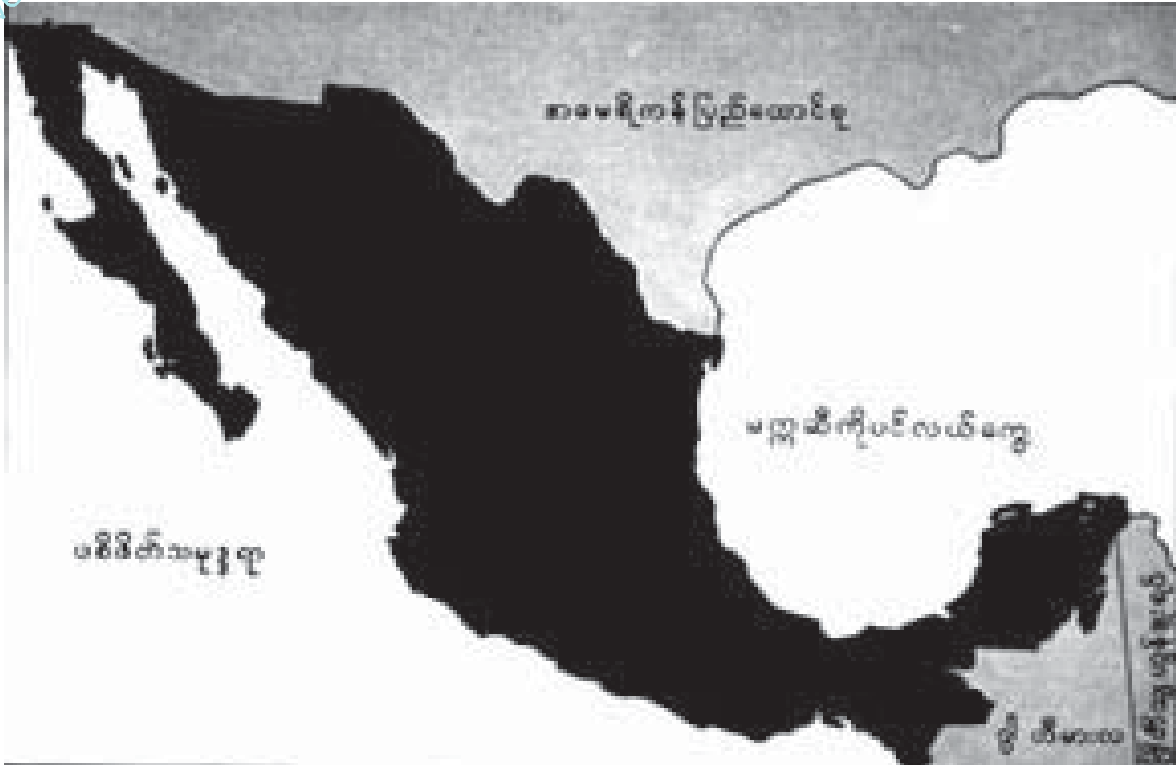 အမေရိကန်ပြည်ထောင်စု
မက္ကဆီကိုပင်လယ်ကွေ့
ပစိဖိတ်သမုဒ္ဒရာ
ဂွါတီမာလာ